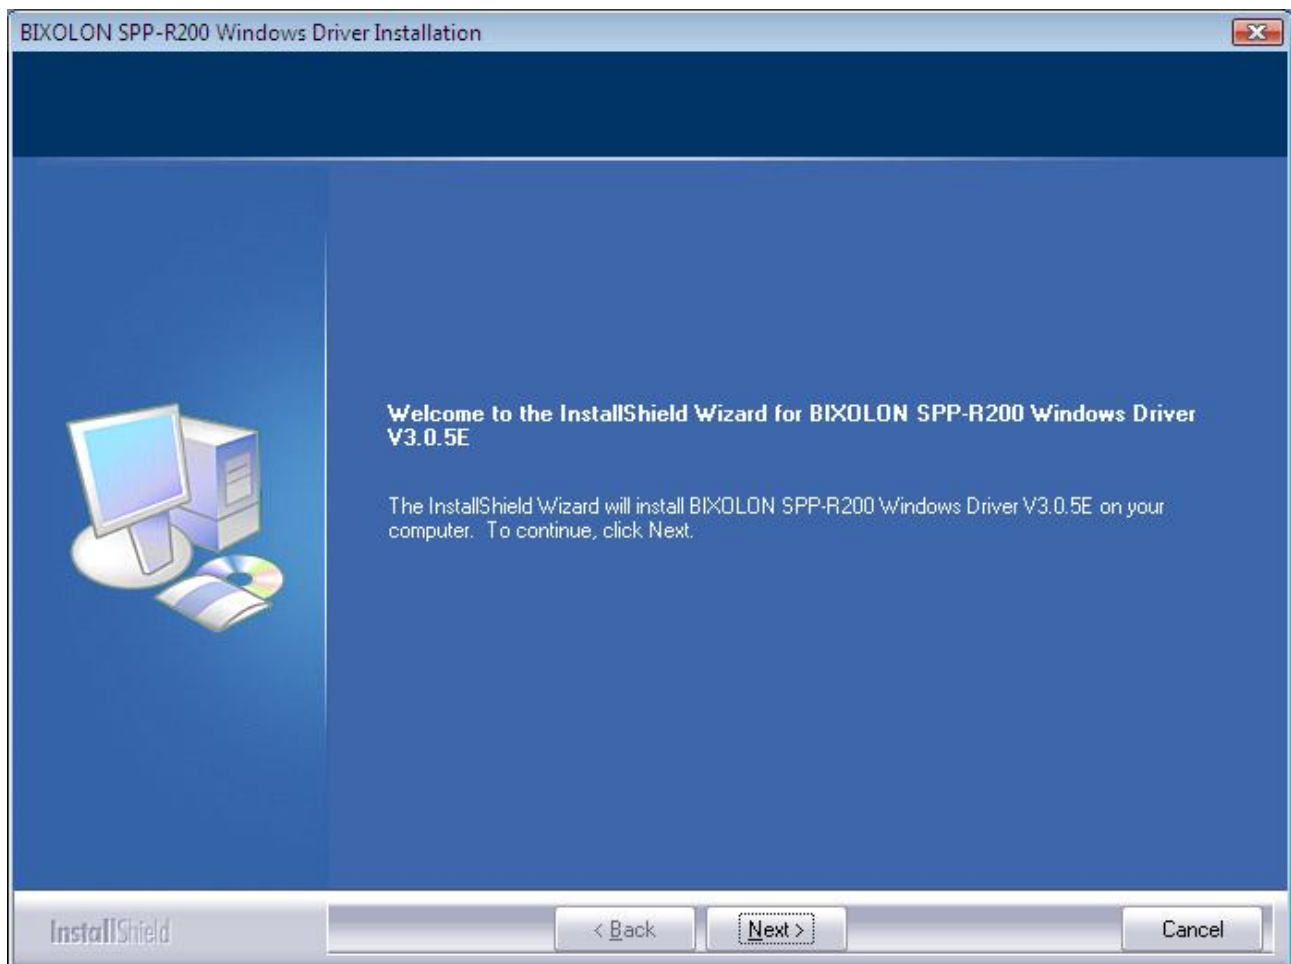 BIXOLON SPP-R200 Windows Driver Installation
Welcome to the InstallShield Wizard for BIXOLON SPP-R200 Windows Driver
V3.0.5E
The InstallShield Wizard will install BIXOLON SPP-R200 Windows Driver V3.0.5E on your
computer.  To continue, click Next.
InstallShield
< Back
Next >
Cancel